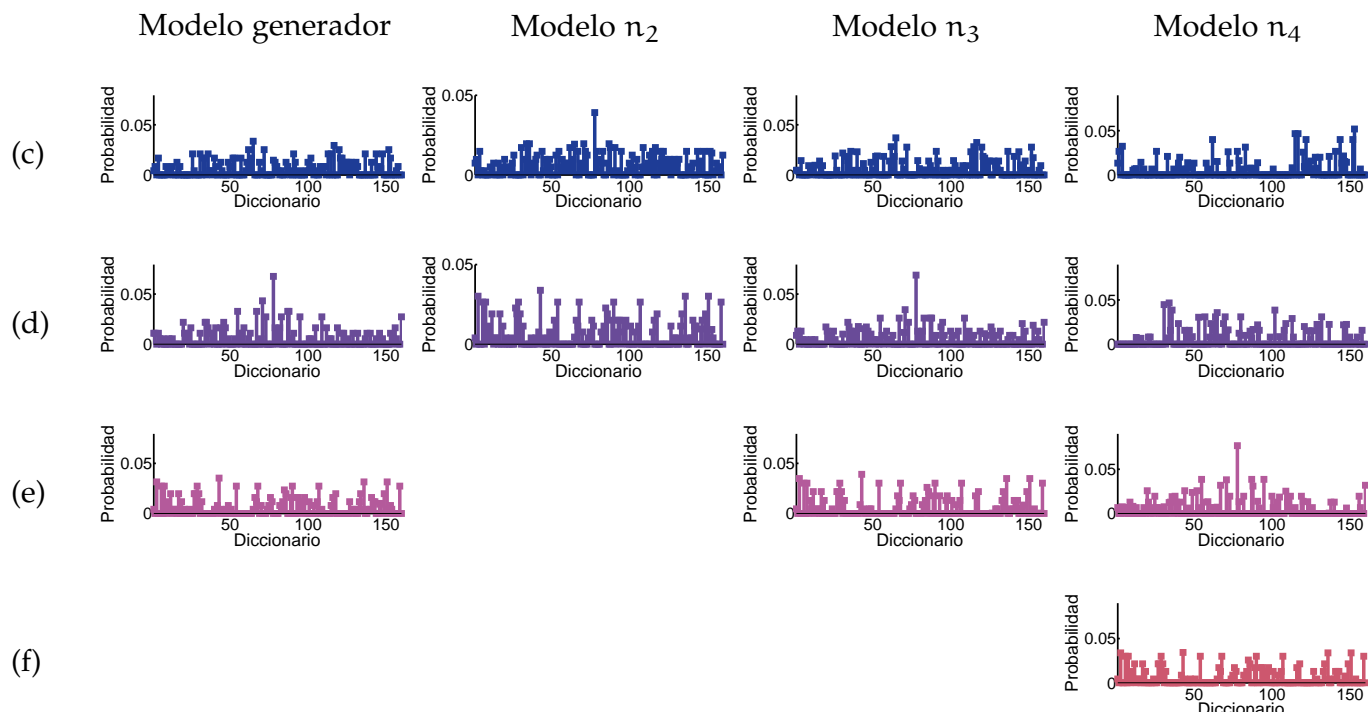 Modelo generador Modelo n2 Modelo n3 Modelo n4
(c)
Probabilidad 0.05 0 50 100 150 Diccionario
Probabilidad 0.05 0 50 100 150 Diccionario
Probabilidad 0.05 0 50 100 150 Diccionario
Probabilidad 0.05 0 50 100 150 Diccionario
(d)
Probabilidad 0.05 0 50 100 150 Diccionario
Probabilidad 0.05 0 50 100 150 Diccionario
Probabilidad 0.05 0 50 100 150 Diccionario
Probabilidad 0.05 0 50 100 150 Diccionario
(e)
Probabilidad 0.05 0 50 100 150 Diccionario
Probabilidad 0.05 0 50 100 150 Diccionario
Probabilidad 0.05 0 50 100 150 Diccionario
(f)
Probabilidad 0.05 0 50 100 150 Diccionario